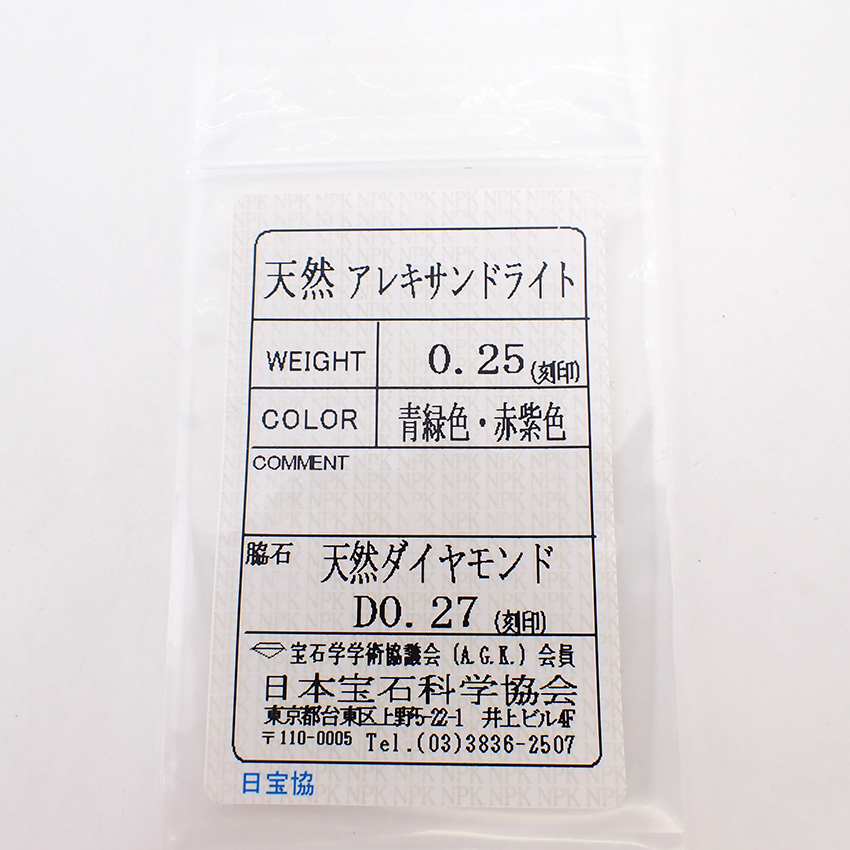 天然 アレキサンドライト
WEIGHT 0.25(刻印)
COLOR 青緑色・赤紫色
COMMENT
脇石 天然ダイヤモンド
D0.27 (刻印)
宝石学学術協議会 (A.G.K.) 会員
日本宝石科学協会
東京都台東区上野5-22-1 井上ビル4F
〒110-0005 Tel.(03)3836-2507
日宝協